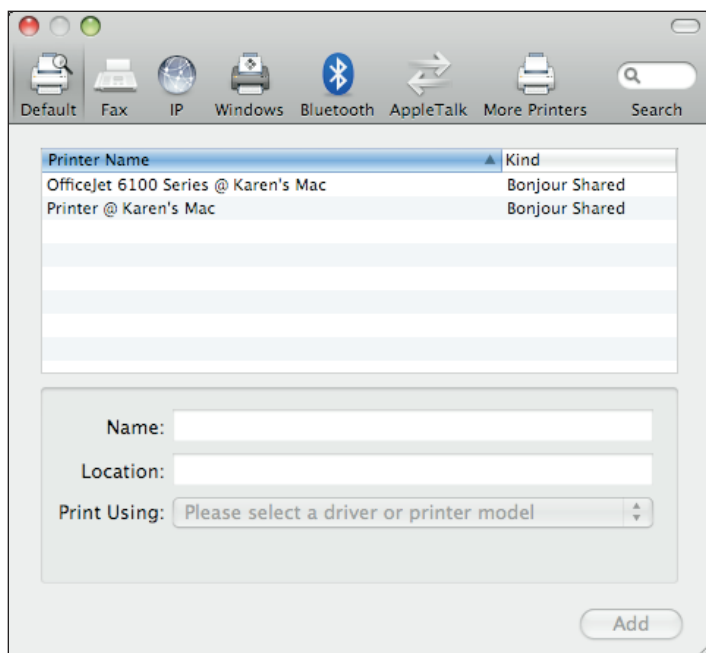 Default Fax IP Windows Bluetooth AppleTalk More Printers Search
Printer Name Kind
OfficeJet 6100 Series @ Karen's Mac Bonjour Shared
Printer @ Karen's Mac Bonjour Shared
Name:
Location:
Print Using: Please select a driver or printer model
Add